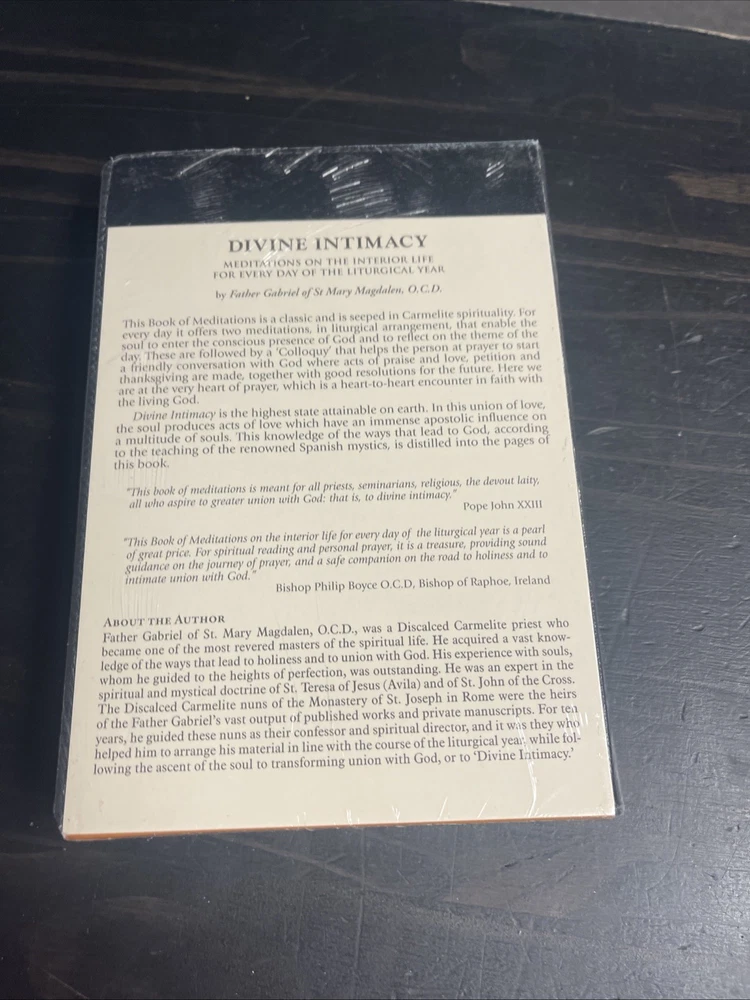 DIVINE INTIMACY
MEDITATIONS ON THE INTERIOR LIFE
FOR EVERY DAY OF THE LITURGICAL YEAR
by Father Gabriel of St Mary Magdalen, O.C.D.
This Book of Meditations is a classic and is seeped in Carmelite spirituality. For
every day it offers two meditations, in liturgical arrangement, that enable the
soul to enter the conscious presence of God and to reflect on the theme of the
day. These are followed by a 'Colloquy' that helps the person at prayer to start
a friendly conversation with God where acts of praise and love, petition and
thanksgiving are made, together with good resolutions for the future. Here we
are at the very heart of prayer, which is a heart-to-heart encounter in faith with
the living God.
Divine Intimacy is the highest state attainable on earth. In this union of love,
the soul produces acts of love which have an immense apostolic influence on
a multitude of souls. This knowledge of the ways that lead to God, according
to the teaching of the renowned Spanish mystics, is distilled into the pages of
this book.
"This book of meditations is meant for all priests, seminarians, religious, the devout laity,
all who aspire to greater union with God: that is, to divine intimacy."
Pope John XXIII
"This Book of Meditations on the interior life for every day of the liturgical year is a pearl
of great price. For spiritual reading and personal prayer, it is a treasure, providing sound
guidance on the journey of prayer, and a safe companion on the road to holiness and to
intimate union with God."
Bishop Philip Boyce O.C.D, Bishop of Raphoe, Ireland
ABOUT THE AUTHOR
Father Gabriel of St. Mary Magdalen, O.C.D., was a Discalced Carmelite priest who
became one of the most revered masters of the spiritual life. He acquired a vast know-
ledge of the ways that lead to holiness and to union with God. His experience with souls,
whom he guided to the heights of perfection, was outstanding. He was an expert in the
spiritual and mystical doctrine of St. Teresa of Jesus (Avila) and of St. John of the Cross.
The Discalced Carmelite nuns of the Monastery of St. Joseph in Rome were the heirs
of the Father Gabriel's vast output of published works and private manuscripts. For ten
years, he guided these nuns as their confessor and spiritual director, and it was they who
helped him to arrange his material in line with the course of the liturgical year, while fol-
lowing the ascent of the soul to transforming union with God, or to 'Divine Intimacy.'